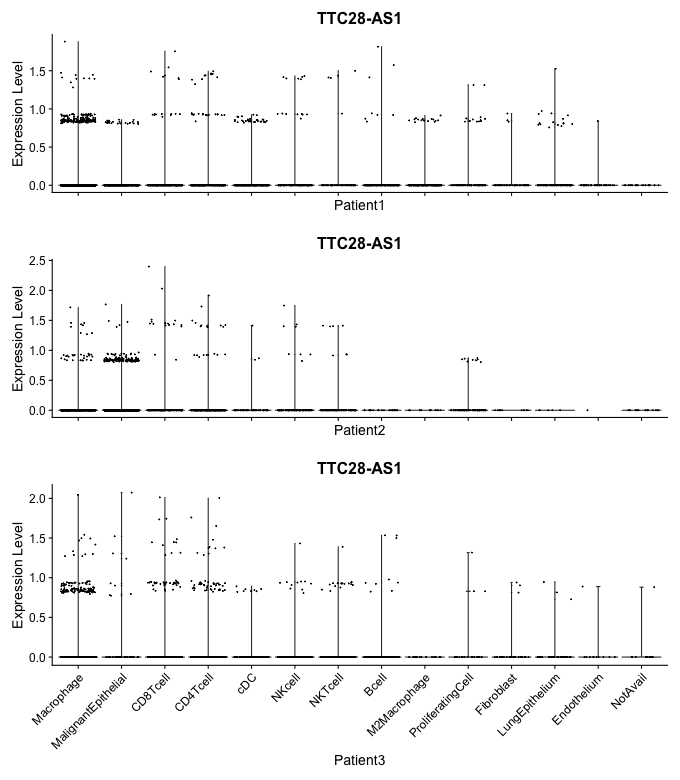 TTC28-AS1
Expression Level
1.5
1.0
0.5
0.0
Patient1
TTC28-AS1
Expression Level
2.5
2.0
1.5
1.0
0.5
0.0
Patient2
TTC28-AS1
Expression Level
2.0
1.5
1.0
0.5
0.0
Macrophage
MalignantEpithelial
CD8Tcell
CD4Tcell
cDC
NKcell
NKTcell
Bcell
M2Macrophage
ProliferatingCell
Fibroblast
LungEpithelium
Endothelium
NotAvail
Patient3